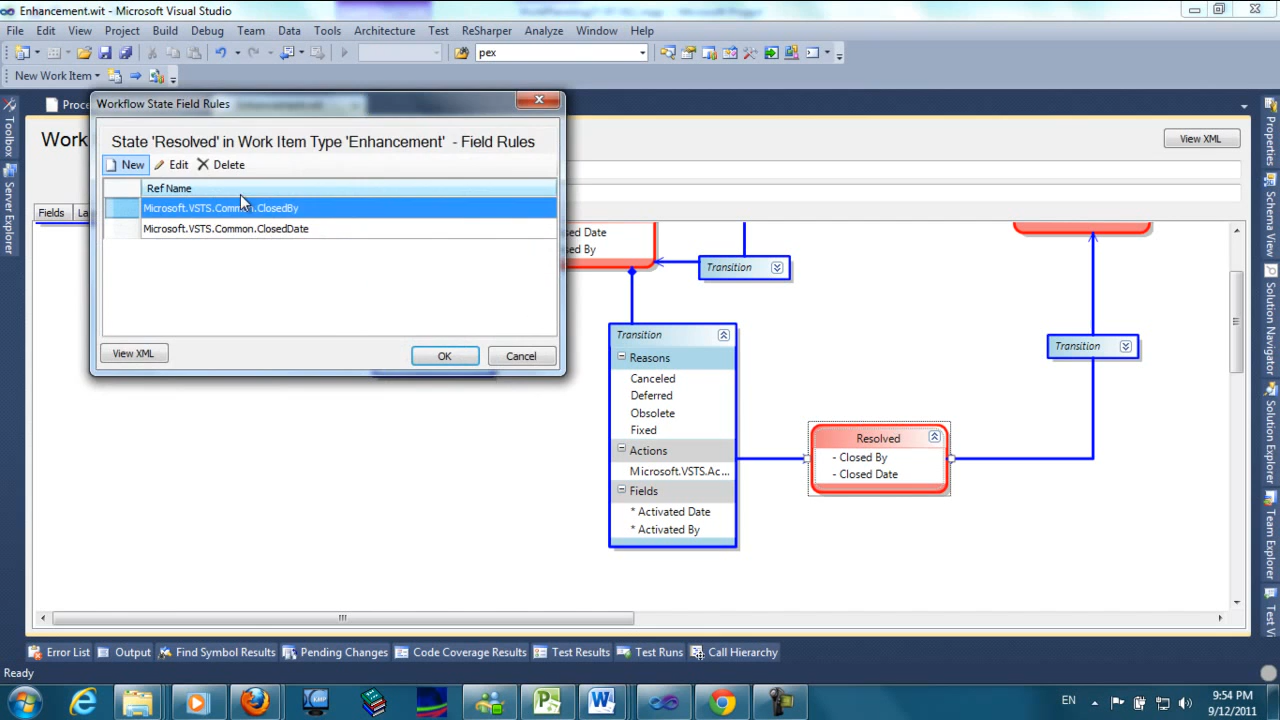 Enhancement.wit - Microsoft Visual Studio
File Edit View Project Build Debug Team Data Tools Architecture Test ReSharper Analyze Window Help
pex
New Work Item
Workflow State Field Rules
State 'Resolved' in Work Item Type 'Enhancement' - Field Rules
New Edit Delete
Ref Name
Microsoft.VSTS.Common.ClosedBy
Microsoft.VSTS.Common.ClosedDate
View XML OK Cancel
View XML
Fields
Transition
Transition
Reasons
Canceled
Deferred
Obsolete
Fixed
Actions
Microsoft.VSTS.Ac...
Fields
* Activated Date
* Activated By
Resolved
- Closed By
- Closed Date
Transition
Toolbox
Server Explorer
Properties
Solution Navigator
Solution Explorer
Team Explorer
Error List Output Find Symbol Results Pending Changes Code Coverage Results Test Results Test Runs Call Hierarchy
Ready
EN
9:54 PM
9/12/2011